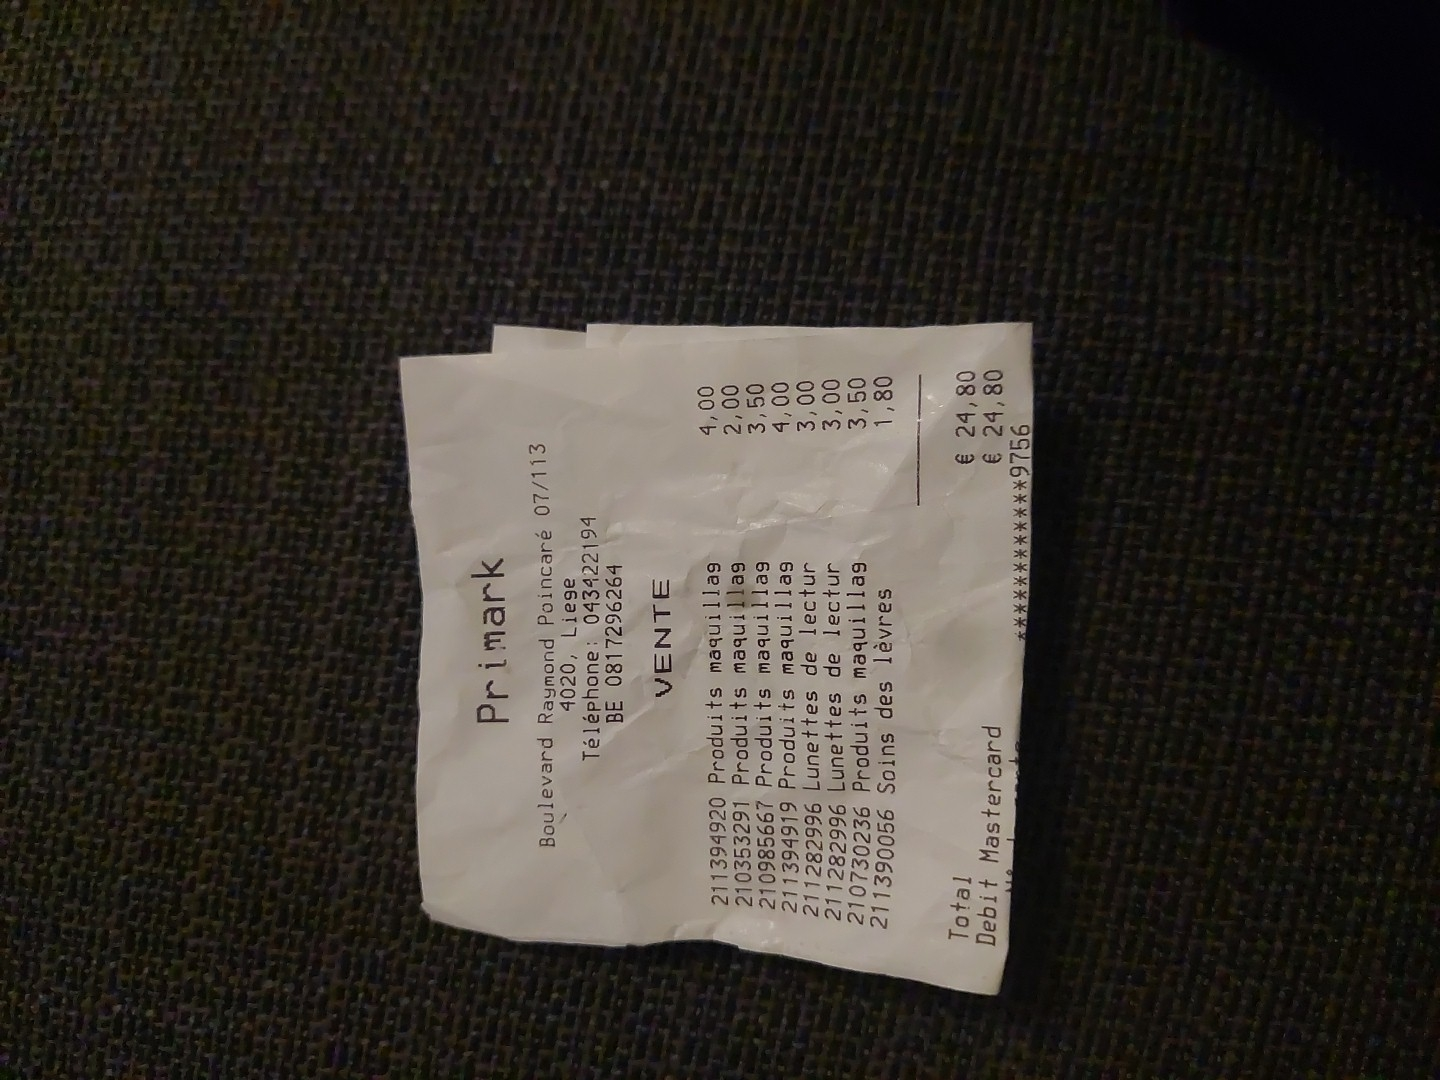 Primark
Boulevard Raymond Poincaré 07/113
4020, Liege
Téléphone: 043422194
BE 0817296264
VENTE
211394920 Produits maquillag 4,00
210353291 Produits maquillag 2,00
210985667 Produits maquillag 3,50
211394919 Produits maquillag 4,00
211282996 Lunettes de lectur 3,00
211282996 Lunettes de lectur 3,00
210730236 Produits maquillag 3,50
211390056 Soins des lèvres 1,80
Total € 24,80
Debit Mastercard € 24,80
************9756